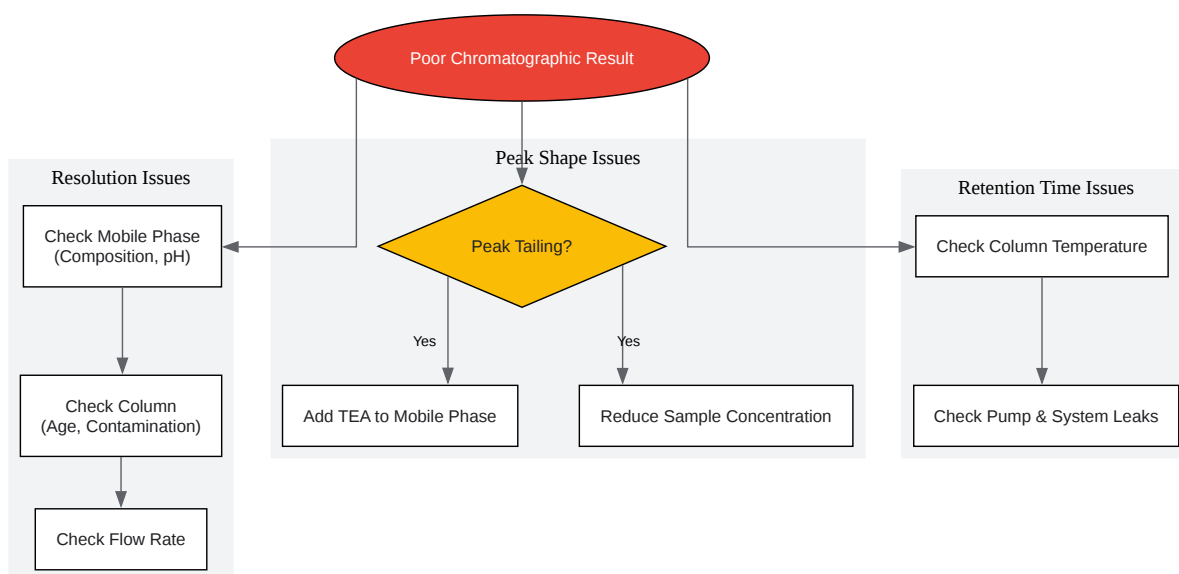 Poor Chromatographic Result
Resolution Issues
Check Mobile Phase
(Composition, pH)
Check Column
(Age, Contamination)
Check Flow Rate
Peak Shape Issues
Peak Tailing?
Yes
Yes
Add TEA to Mobile Phase
Reduce Sample Concentration
Retention Time Issues
Check Column Temperature
Check Pump & System Leaks